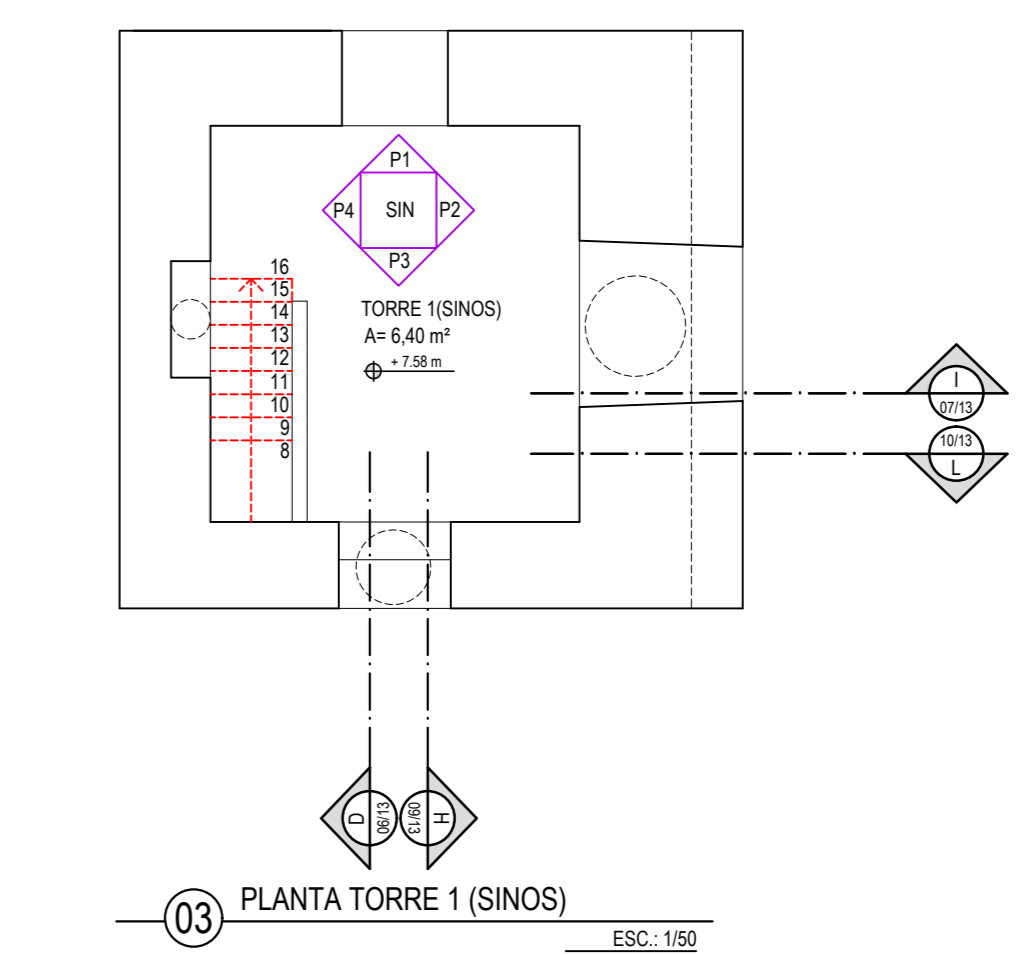 P1
P4
SIN
P2
P3
16
15
14
13
12
11
10
9
8
TORRE 1(SINOS)
A= 6,40 m²
+ 7.58 m
I
07/13
10/13
L
D
06/13
09/13
H
03
PLANTA TORRE 1 (SINOS)
ESC.: 1/50